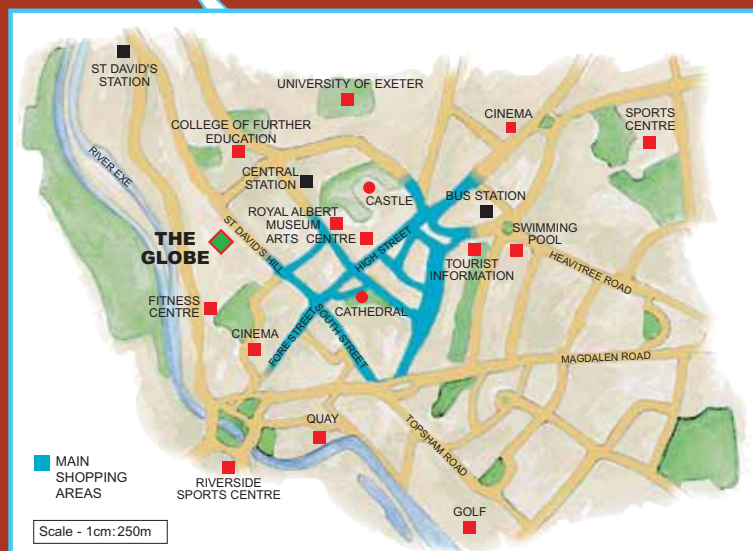 ST DAVID'S
STATION
UNIVERSITY OF EXETER
CINEMA
SPORTS
CENTRE
COLLEGE OF FURTHER
EDUCATION
RIVER EXE
CENTRAL
STATION
CASTLE
BUS STATION
ROYAL ALBERT
MUSEUM
ARTS CENTRE
ST DAVID'S HILL
HIGH STREET
SWIMMING
POOL
THE
GLOBE
TOURIST
INFORMATION
HEAVITREE ROAD
FITNESS
CENTRE
CATHEDRAL
CINEMA
FORE STREET
SOUTH STREET
MAGDALEN ROAD
QUAY
TOPSHAM ROAD
MAIN
SHOPPING
AREAS
RIVERSIDE
SPORTS CENTRE
GOLF
Scale - 1cm:250m